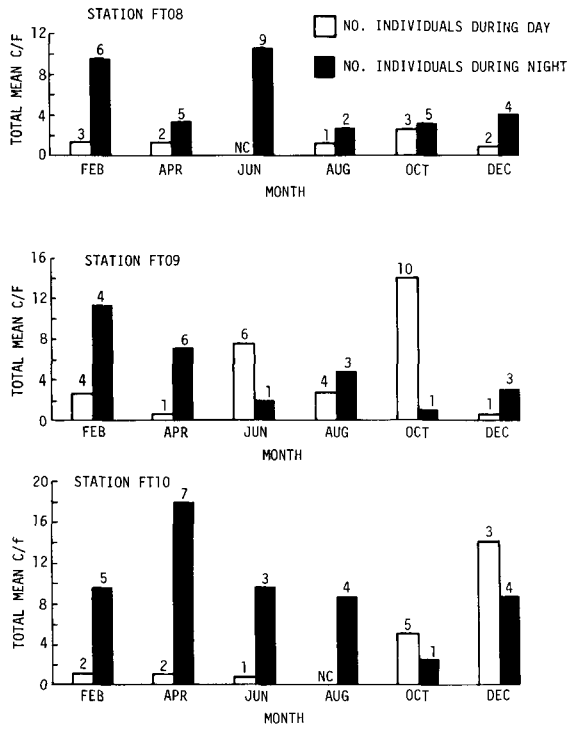 STATION FT08
NO. INDIVIDUALS DURING DAY
NO. INDIVIDUALS DURING NIGHT
TOTAL MEAN C/F
12
8
4
0
3 6 2 5 NC 9 1 2 3 5 2 4
FEB APR JUN AUG OCT DEC
MONTH
STATION FT09
TOTAL MEAN C/F
16
12
8
4
0
4 4 1 6 6 1 4 3 10 1 1 3
FEB APR JUN AUG OCT DEC
MONTH
STATION FT10
TOTAL MEAN C/f
20
16
12
8
4
0
2 5 2 7 1 3 NC 4 5 1 3 4
FEB APR JUN AUG OCT DEC
MONTH